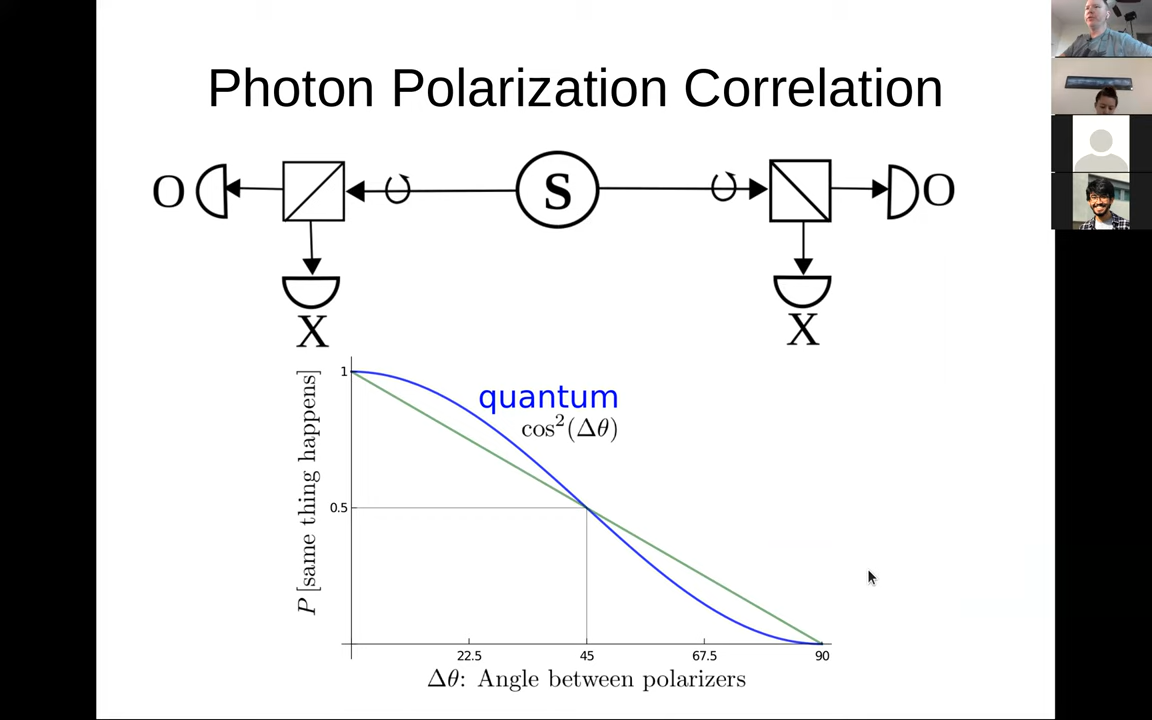 Photon Polarization Correlation
O S O
X X
1
quantum
cos²(Δθ)
P [same thing happens]
0.5
22.5 45 67.5 90
Δθ: Angle between polarizers